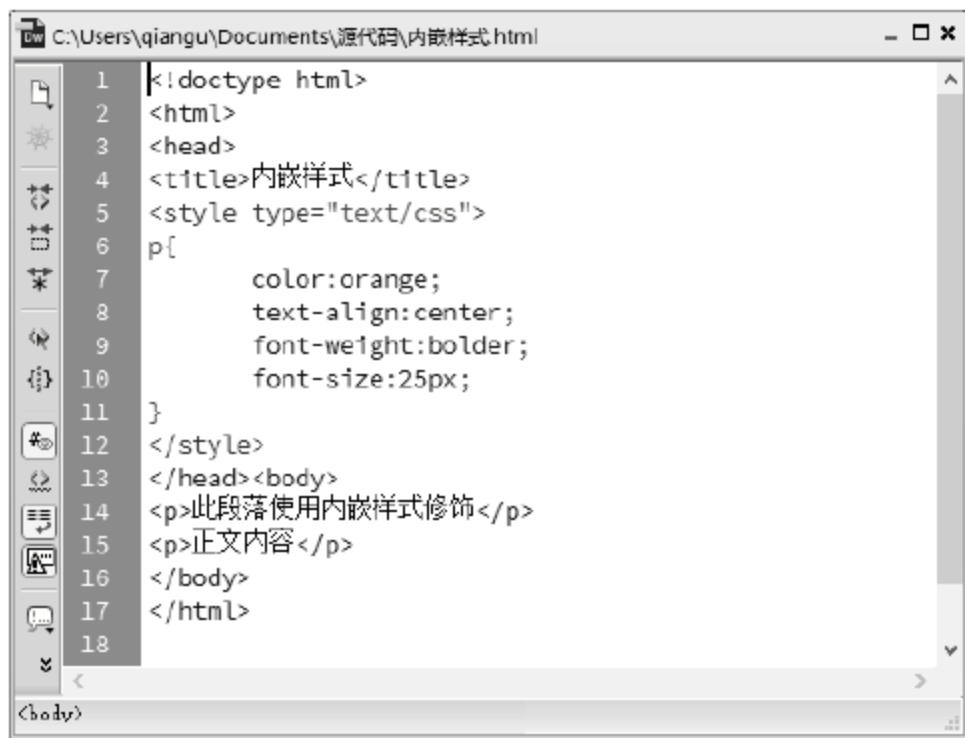 Dw C:\Users\qiangu\Documents\源代码\内嵌样式.html
1 <!doctype html>
2 <html>
3 <head>
4 <title>内嵌样式</title>
5 <style type="text/css">
6 p{
7 color:orange;
8 text-align:center;
9 font-weight:bolder;
10 font-size:25px;
11 }
12 </style>
13 </head><body>
14 <p>此段落使用内嵌样式修饰</p>
15 <p>正文内容</p>
16 </body>
17 </html>
18
<body>